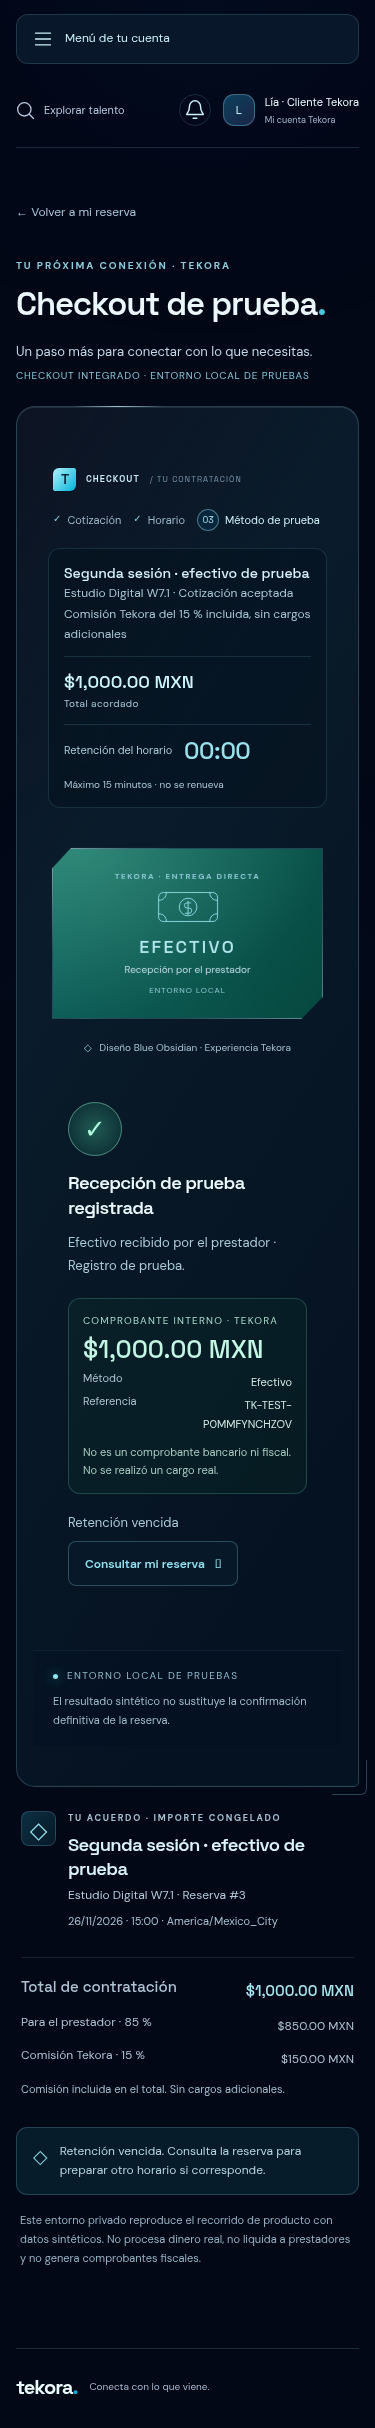 Menú de tu cuenta
Explorar talento
L
Lía · Cliente Tekora
Mi cuenta Tekora
← Volver a mi reserva
TU PRÓXIMA CONEXIÓN · TEKORA
Checkout de prueba.
Un paso más para conectar con lo que necesitas.
CHECKOUT INTEGRADO · ENTORNO LOCAL DE PRUEBAS
T CHECKOUT / TU CONTRATACIÓN
✓ Cotización ✓ Horario 03 Método de prueba
Segunda sesión · efectivo de prueba
Estudio Digital W7.1 · Cotización aceptada
Comisión Tekora del 15 % incluida, sin cargos
adicionales
$1,000.00 MXN
Total acordado
Retención del horario 00:00
Máximo 15 minutos · no se renueva
TEKORA · ENTREGA DIRECTA
$
EFECTIVO
Recepción por el prestador
ENTORNO LOCAL
◇ Diseño Blue Obsidian · Experiencia Tekora
✓
Recepción de prueba
registrada
Efectivo recibido por el prestador ·
Registro de prueba.
COMPROBANTE INTERNO · TEKORA
$1,000.00 MXN
Método Efectivo
Referencia TK-TEST-
P0MMFYNCHZOV
No es un comprobante bancario ni fiscal.
No se realizó un cargo real.
Retención vencida
Consultar mi reserva
ENTORNO LOCAL DE PRUEBAS
El resultado sintético no sustituye la confirmación
definitiva de la reserva.
TU ACUERDO · IMPORTE CONGELADO
Segunda sesión · efectivo de
prueba
Estudio Digital W7.1 · Reserva #3
26/11/2026 · 15:00 · America/Mexico_City
Total de contratación $1,000.00 MXN
Para el prestador · 85 % $850.00 MXN
Comisión Tekora · 15 % $150.00 MXN
Comisión incluida en el total. Sin cargos adicionales.
◇ Retención vencida. Consulta la reserva para
preparar otro horario si corresponde.
Este entorno privado reproduce el recorrido de producto con
datos sintéticos. No procesa dinero real, no liquida a prestadores
y no genera comprobantes fiscales.
tekora. Conecta con lo que viene.